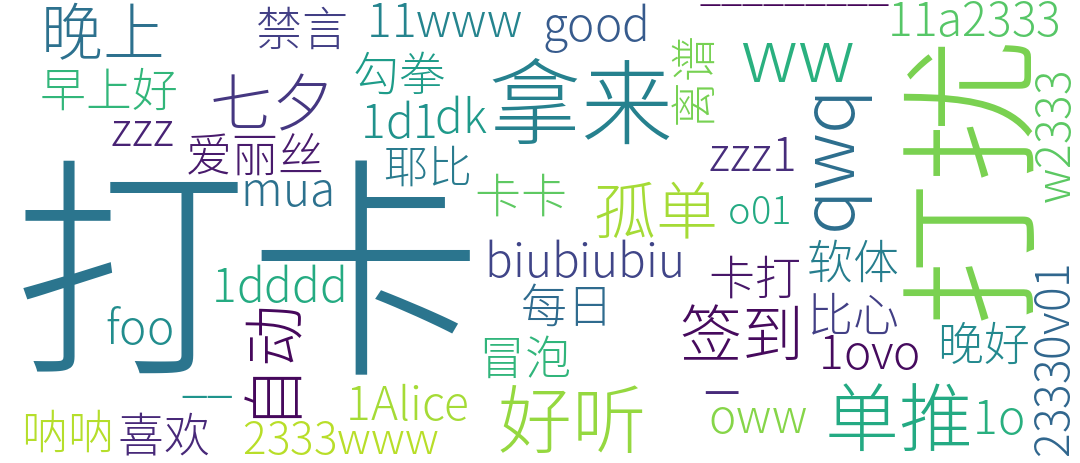 晚上
禁言
11www
good
_________
11a2333
早上好
七夕
勾拳
拿来
离谱
ww
打扰
w2333
zzz
爱丽丝
1d1dk
耶比
qwq
zzz1
mua
卡卡
孤单
o01
打卡
1dddd
biubiubiu
卡打
软体
foo
自动
每日
签到
比心
23330v01
冒泡
1ovo
晚好
__
1Alice
好听
_
oww
单推
1o
呐呐
喜欢
2333www